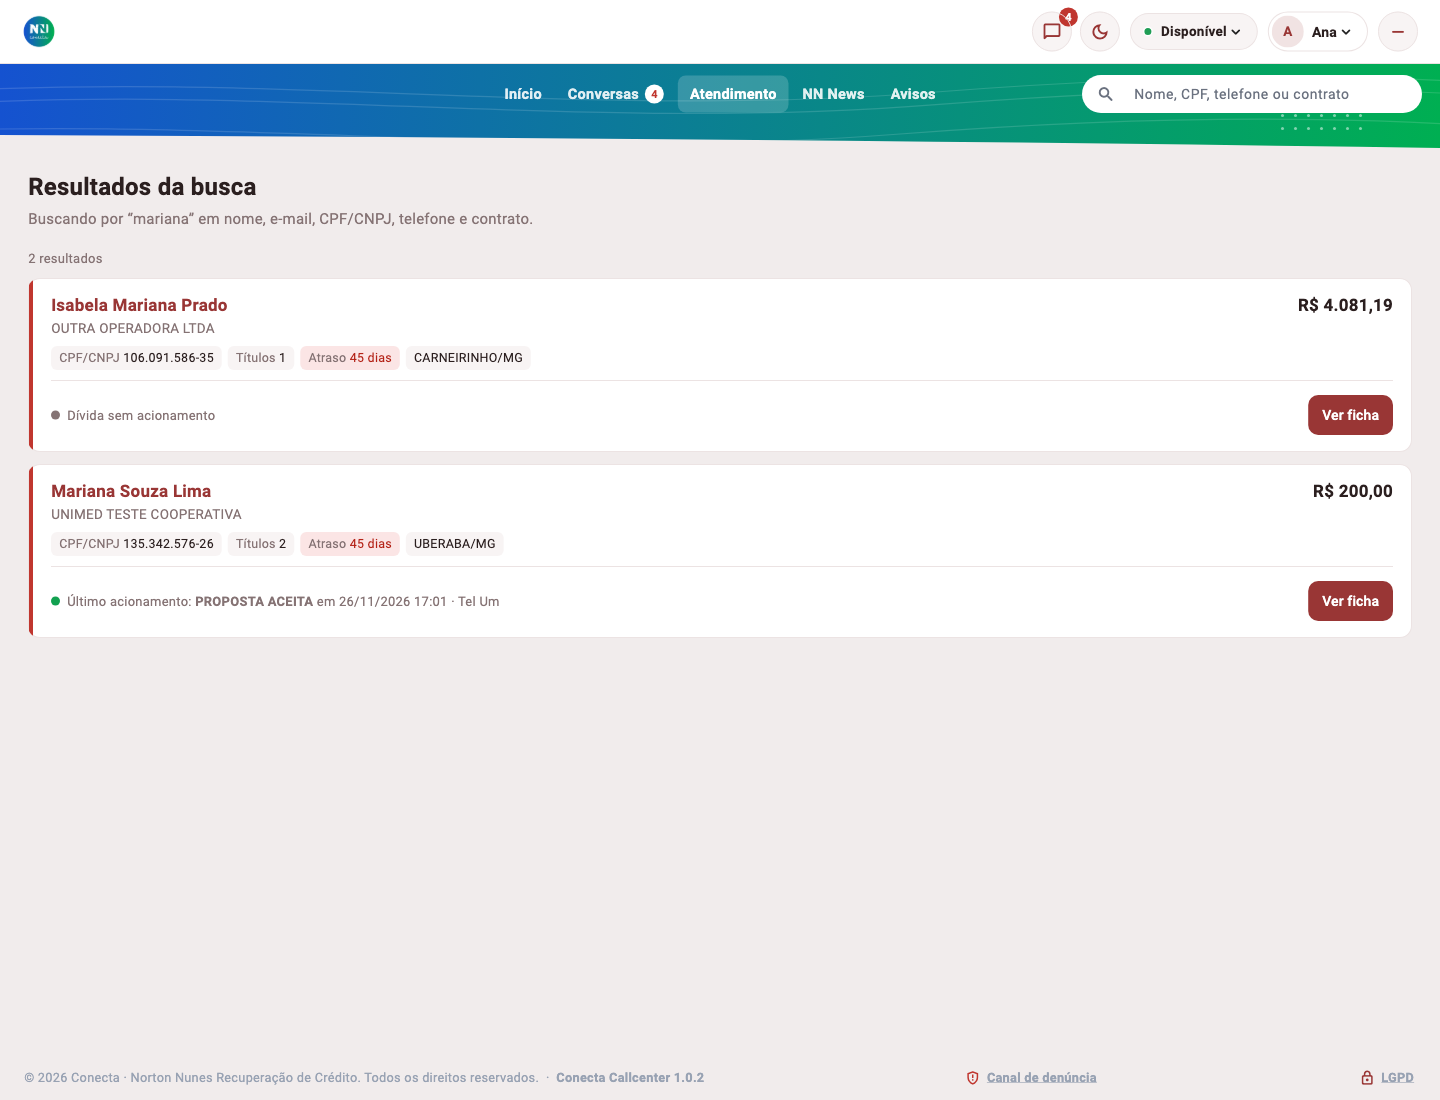 NN
4
Disponível
A
Ana
Início
Conversas 4
Atendimento
NN News
Avisos
Nome, CPF, telefone ou contrato
Resultados da busca
Buscando por “mariana” em nome, e-mail, CPF/CNPJ, telefone e contrato.
2 resultados
Isabela Mariana Prado
R$ 4.081,19
OUTRA OPERADORA LTDA
CPF/CNPJ 106.091.586-35
Títulos 1
Atraso 45 dias
CARNEIRINHO/MG
Dívida sem acionamento
Ver ficha
Mariana Souza Lima
R$ 200,00
UNIMED TESTE COOPERATIVA
CPF/CNPJ 135.342.576-26
Títulos 2
Atraso 45 dias
UBERABA/MG
Último acionamento: PROPOSTA ACEITA em 26/11/2026 17:01 · Tel Um
Ver ficha
© 2026 Conecta · Norton Nunes Recuperação de Crédito. Todos os direitos reservados. · Conecta Callcenter 1.0.2
Canal de denúncia
LGPD